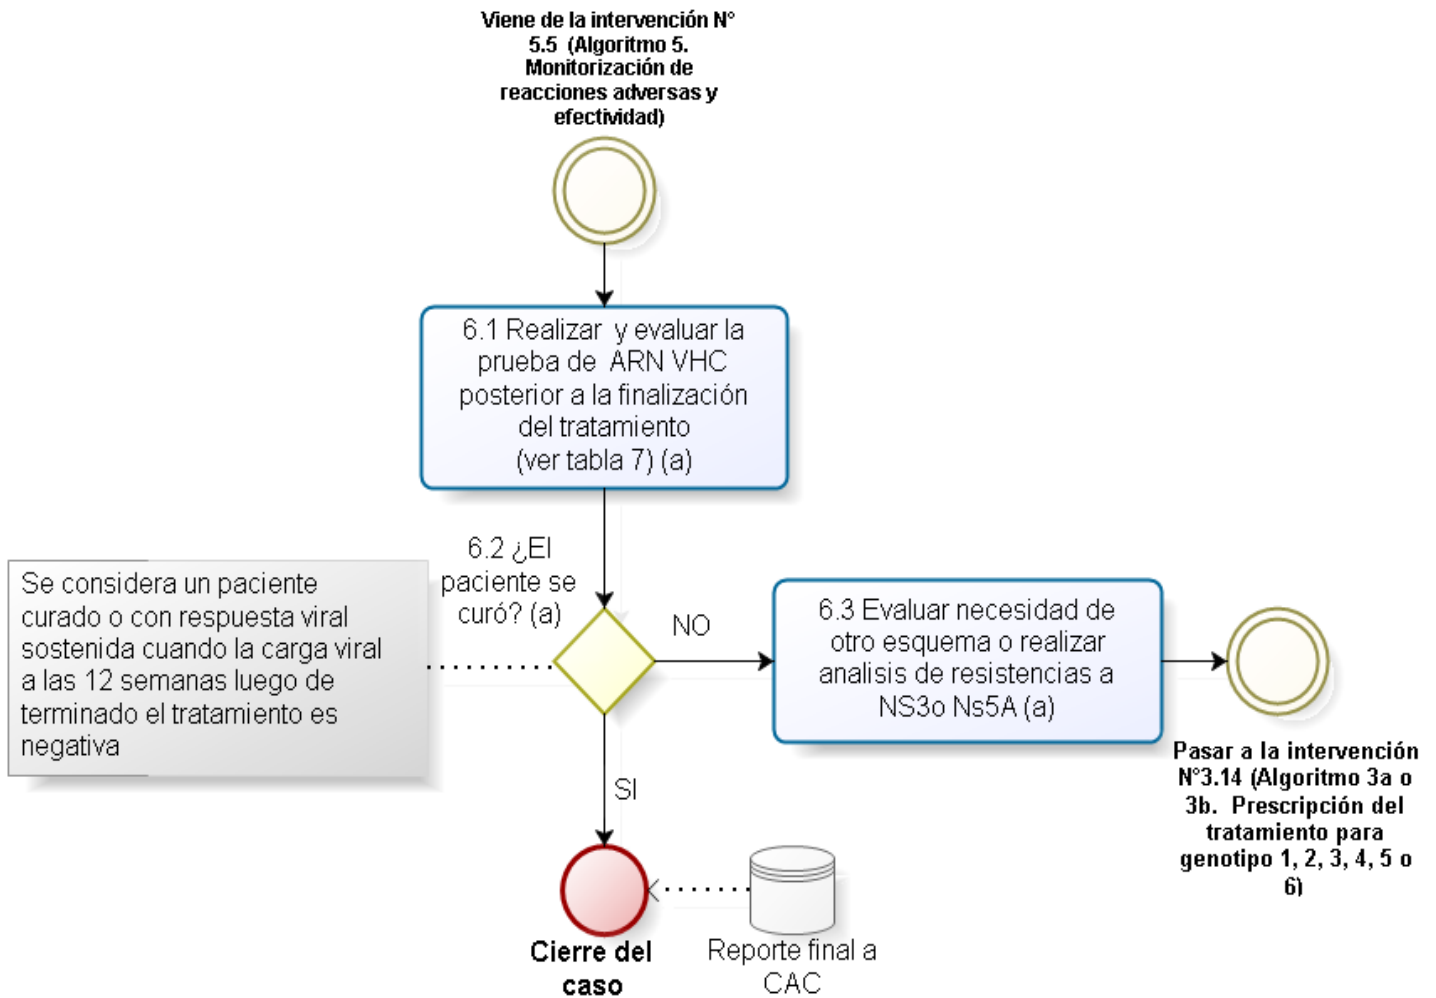 Viene de la intervención N°
5.5 (Algoritmo 5.
Monitorización de
reacciones adversas y
efectividad)
6.1 Realizar y evaluar la
prueba de ARN VHC
posterior a la finalización
del tratamiento
(ver tabla 7) (a)
6.2 ¿El
paciente se
curó? (a)
Se considera un paciente
curado o con respuesta viral
sostenida cuando la carga viral
a las 12 semanas luego de
terminado el tratamiento es
negativa
NO
6.3 Evaluar necesidad de
otro esquema o realizar
analisis de resistencias a
NS3o Ns5A (a)
Pasar a la intervención
N°3.14 (Algoritmo 3a o
3b. Prescripción del
tratamiento para
genotipo 1, 2, 3, 4, 5 o
6)
SI
Cierre del
caso
Reporte final a
CAC